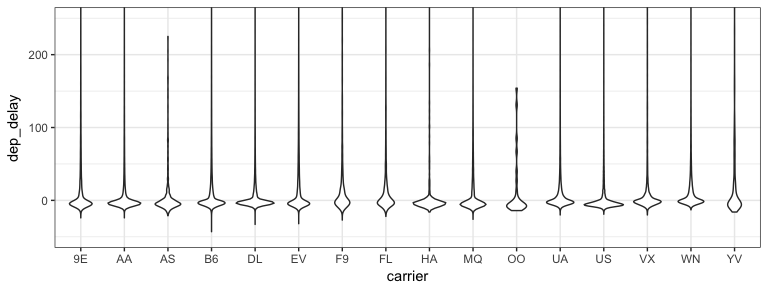 dep_delay
200
100
0
9E AA AS B6 DL EV F9 FL HA MQ OO UA US VX WN YV
carrier